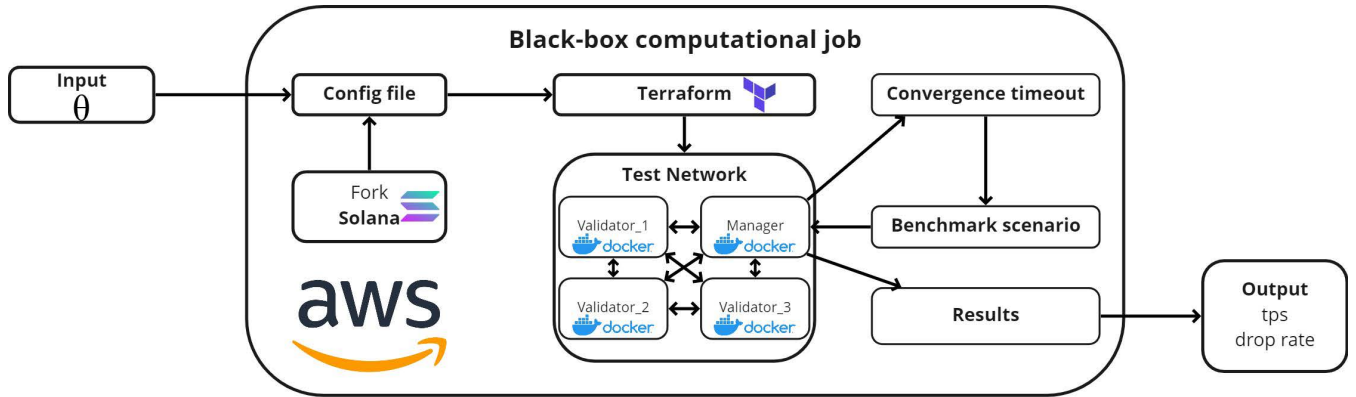 Black-box computational job
Input
θ
Config file
Terraform
Convergence timeout
Fork
Solana
Test Network
Validator_1
docker
Manager
docker
Validator_2
docker
Validator_3
docker
Benchmark scenario
Results
aws
Output
tps
drop rate